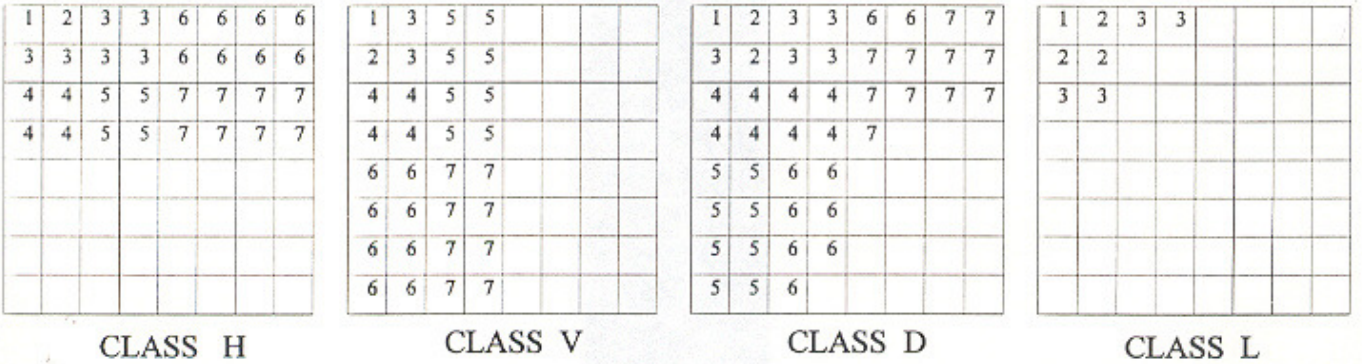 1 2 3 3 6 6 6 6
3 3 3 3 6 6 6 6
4 4 5 5 7 7 7 7
4 4 5 5 7 7 7 7
CLASS H
1 3 5 5
2 3 5 5
4 4 5 5
4 4 5 5
6 6 7 7
6 6 7 7
6 6 7 7
6 6 7 7
CLASS V
1 2 3 3 6 6 7 7
3 2 3 3 7 7 7 7
4 4 4 4 7 7 7 7
4 4 4 4 7
5 5 6 6
5 5 6 6
5 5 6 6
5 5 6
CLASS D
1 2 3 3
2 2
3 3
CLASS L